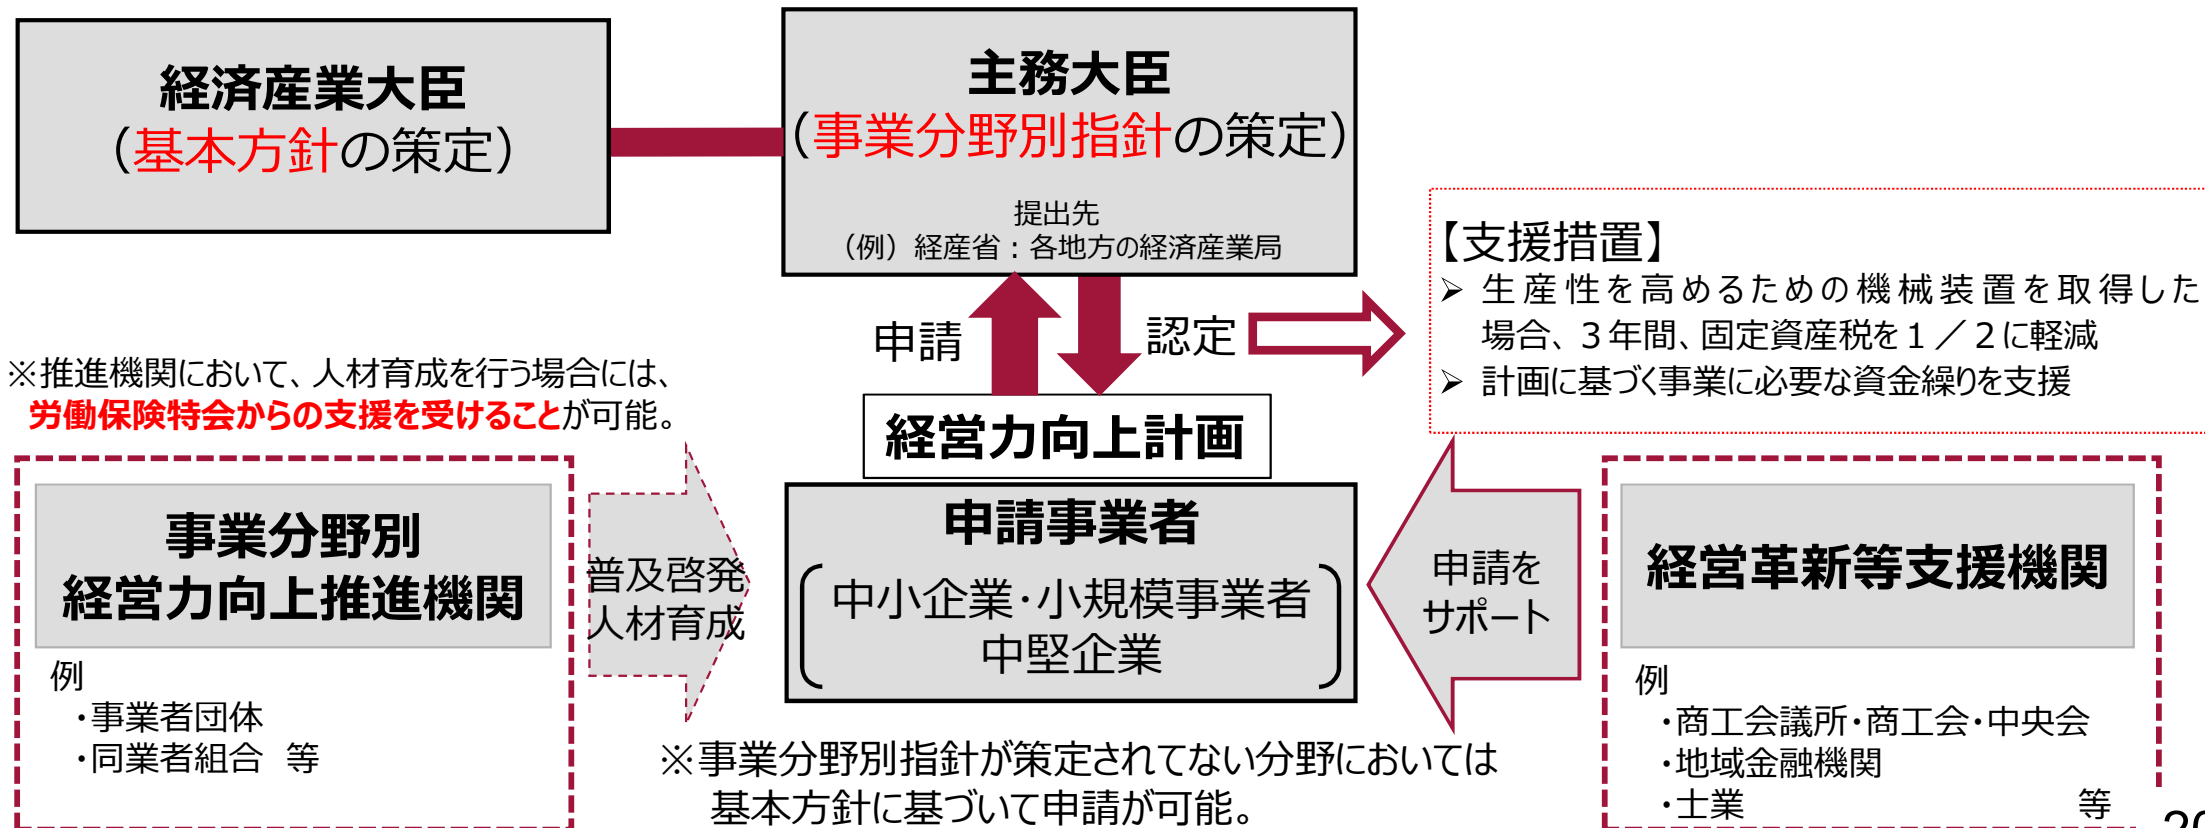 経済産業大臣
（基本方針の策定）
主務大臣
（事業分野別指針の策定）
提出先
（例）経産省：各地方の経済産業局
【支援措置】
➢ 生産性を高めるための機械装置を取得した
場合、３年間、固定資産税を１／２に軽減
➢ 計画に基づく事業に必要な資金繰りを支援
申請
認定
※推進機関において、人材育成を行う場合には、
労働保険特会からの支援を受けることが可能。
経営力向上計画
事業分野別
経営力向上推進機関
例
・事業者団体
・同業者組合　等
普及啓発
人材育成
申請事業者
中小企業・小規模事業者
中堅企業
申請を
サポート
経営革新等支援機関
例
・商工会議所・商工会・中央会
・地域金融機関
・士業　等
※事業分野別指針が策定されてない分野においては
基本方針に基づいて申請が可能。